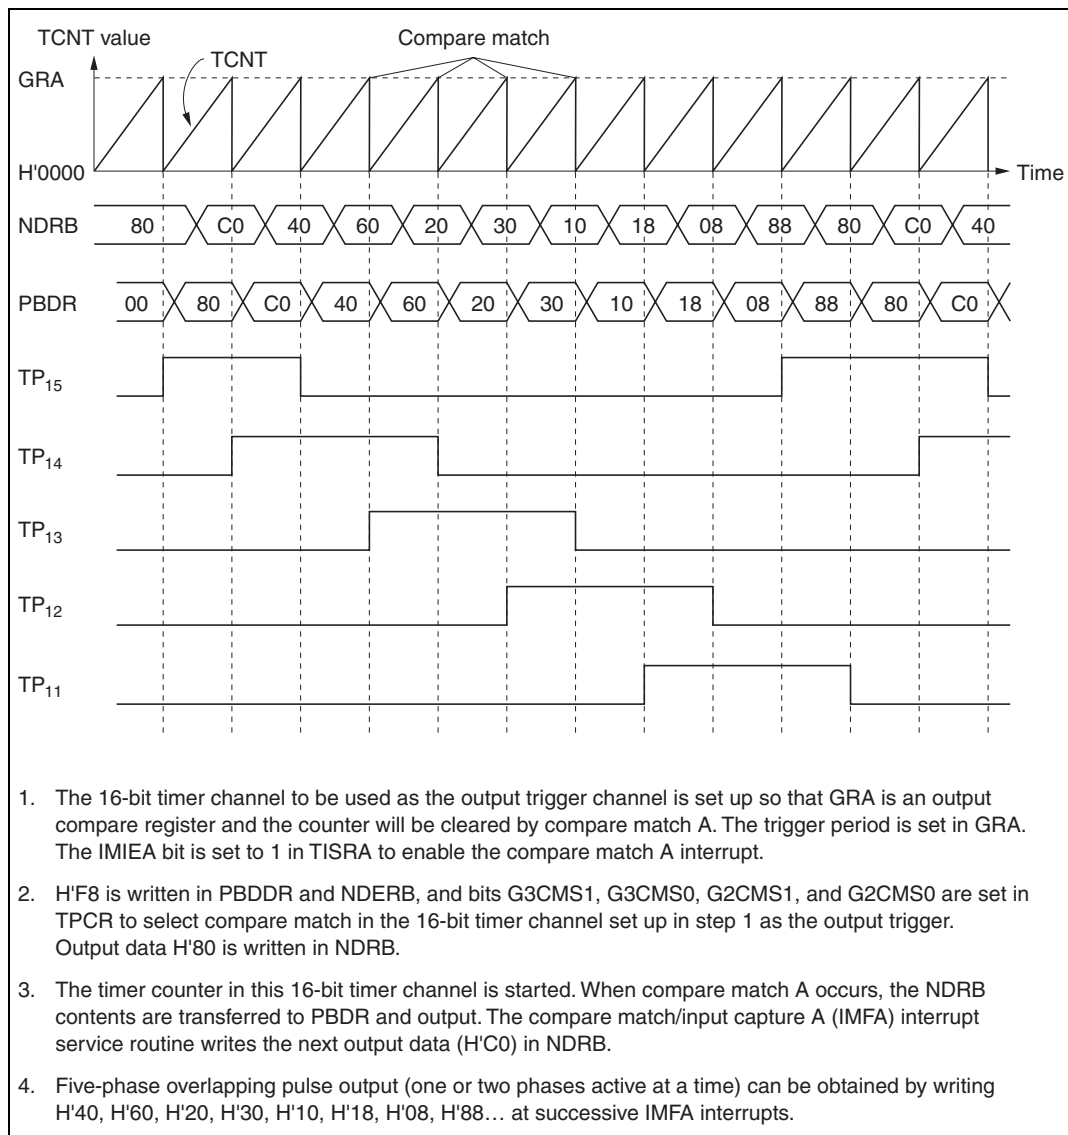 TCNT value
Compare match
TCNT
GRA
H'0000
Time
NDRB 80 C0 40 60 20 30 10 18 08 88 80 C0 40
PBDR 00 80 C0 40 60 20 30 10 18 08 88 80 C0
TP15
TP14
TP13
TP12
TP11
1. The 16-bit timer channel to be used as the output trigger channel is set up so that GRA is an output
compare register and the counter will be cleared by compare match A. The trigger period is set in GRA.
The IMIEA bit is set to 1 in TISRA to enable the compare match A interrupt.
2. H'F8 is written in PBDDR and NDERB, and bits G3CMS1, G3CMS0, G2CMS1, and G2CMS0 are set in
TPCR to select compare match in the 16-bit timer channel set up in step 1 as the output trigger.
Output data H'80 is written in NDRB.
3. The timer counter in this 16-bit timer channel is started. When compare match A occurs, the NDRB
contents are transferred to PBDR and output. The compare match/input capture A (IMFA) interrupt
service routine writes the next output data (H'C0) in NDRB.
4. Five-phase overlapping pulse output (one or two phases active at a time) can be obtained by writing
H'40, H'60, H'20, H'30, H'10, H'18, H'08, H'88… at successive IMFA interrupts.